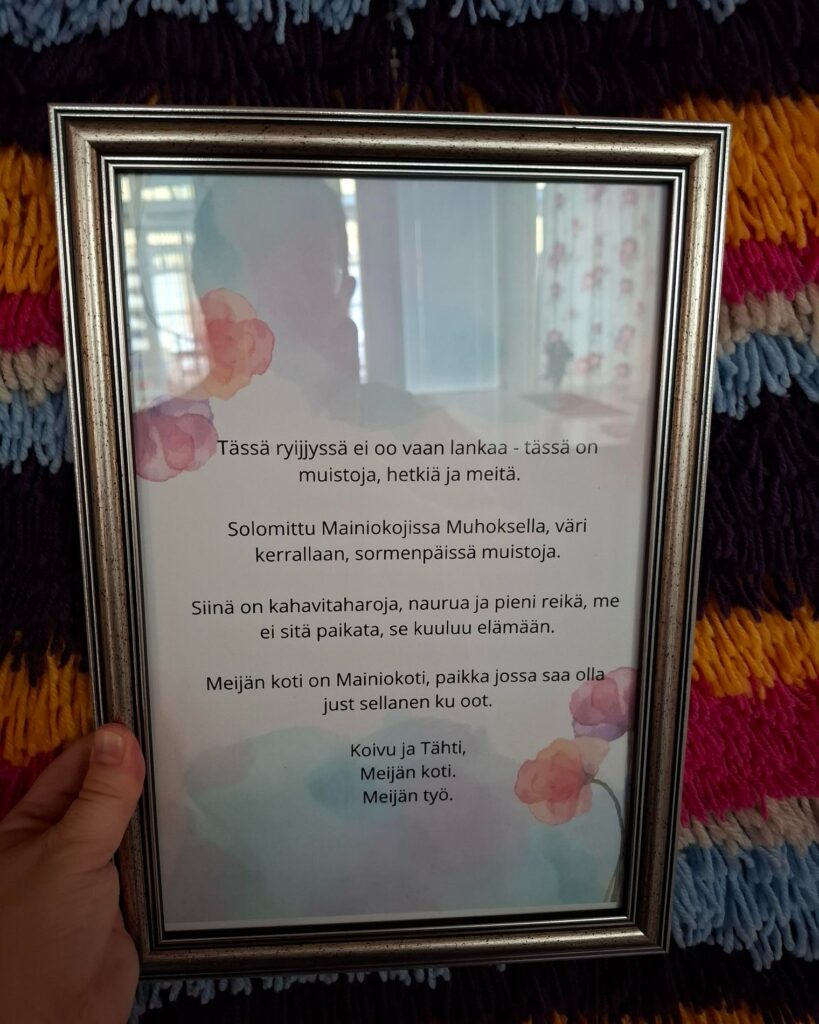 Tässä ryijjyssä ei oo vaan lankaa - tässä on
muistoja, hetkiä ja meitä.
Solomittu Mainiokojissa Muhoksella, väri
kerrallaan, sormenpäissä muistoja.
Siinä on kahavitaharoja, naurua ja pieni reikä, me
ei sitä paikata, se kuuluu elämään.
Meijän koti on Mainiokoti, paikka jossa saa olla
just sellanen ku oot.
Koivu ja Tähti,
Meijän koti.
Meijän työ.